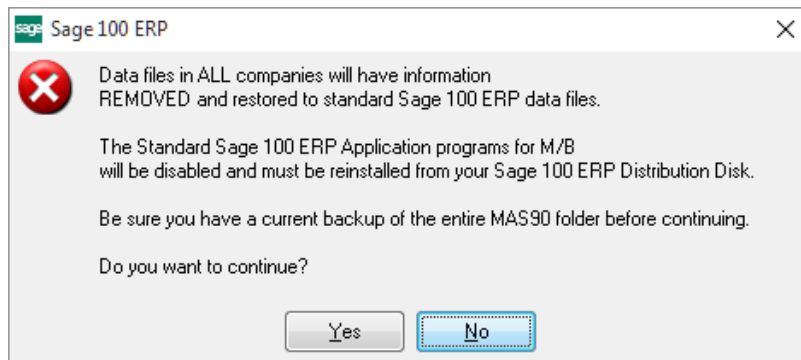 sage Sage 100 ERP
Data files in ALL companies will have information
REMOVED and restored to standard Sage 100 ERP data files.
The Standard Sage 100 ERP Application programs for M/B
will be disabled and must be reinstalled from your Sage 100 ERP Distribution Disk.
Be sure you have a current backup of the entire MAS90 folder before continuing.
Do you want to continue?
Yes No